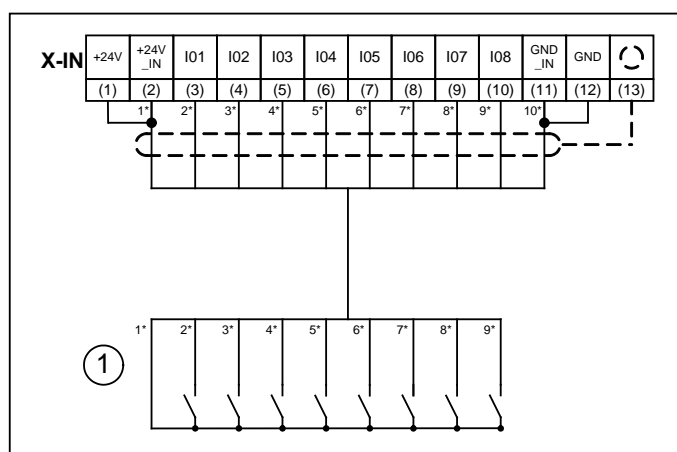 X-IN +24V +24V _IN I01 I02 I03 I04 I05 I06 I07 I08 GND _IN GND
(1) (2) (3) (4) (5) (6) (7) (8) (9) (10) (11) (12) (13)
1* 2* 3* 4* 5* 6* 7* 8* 9* 10*
1* 2* 3* 4* 5* 6* 7* 8* 9*
1